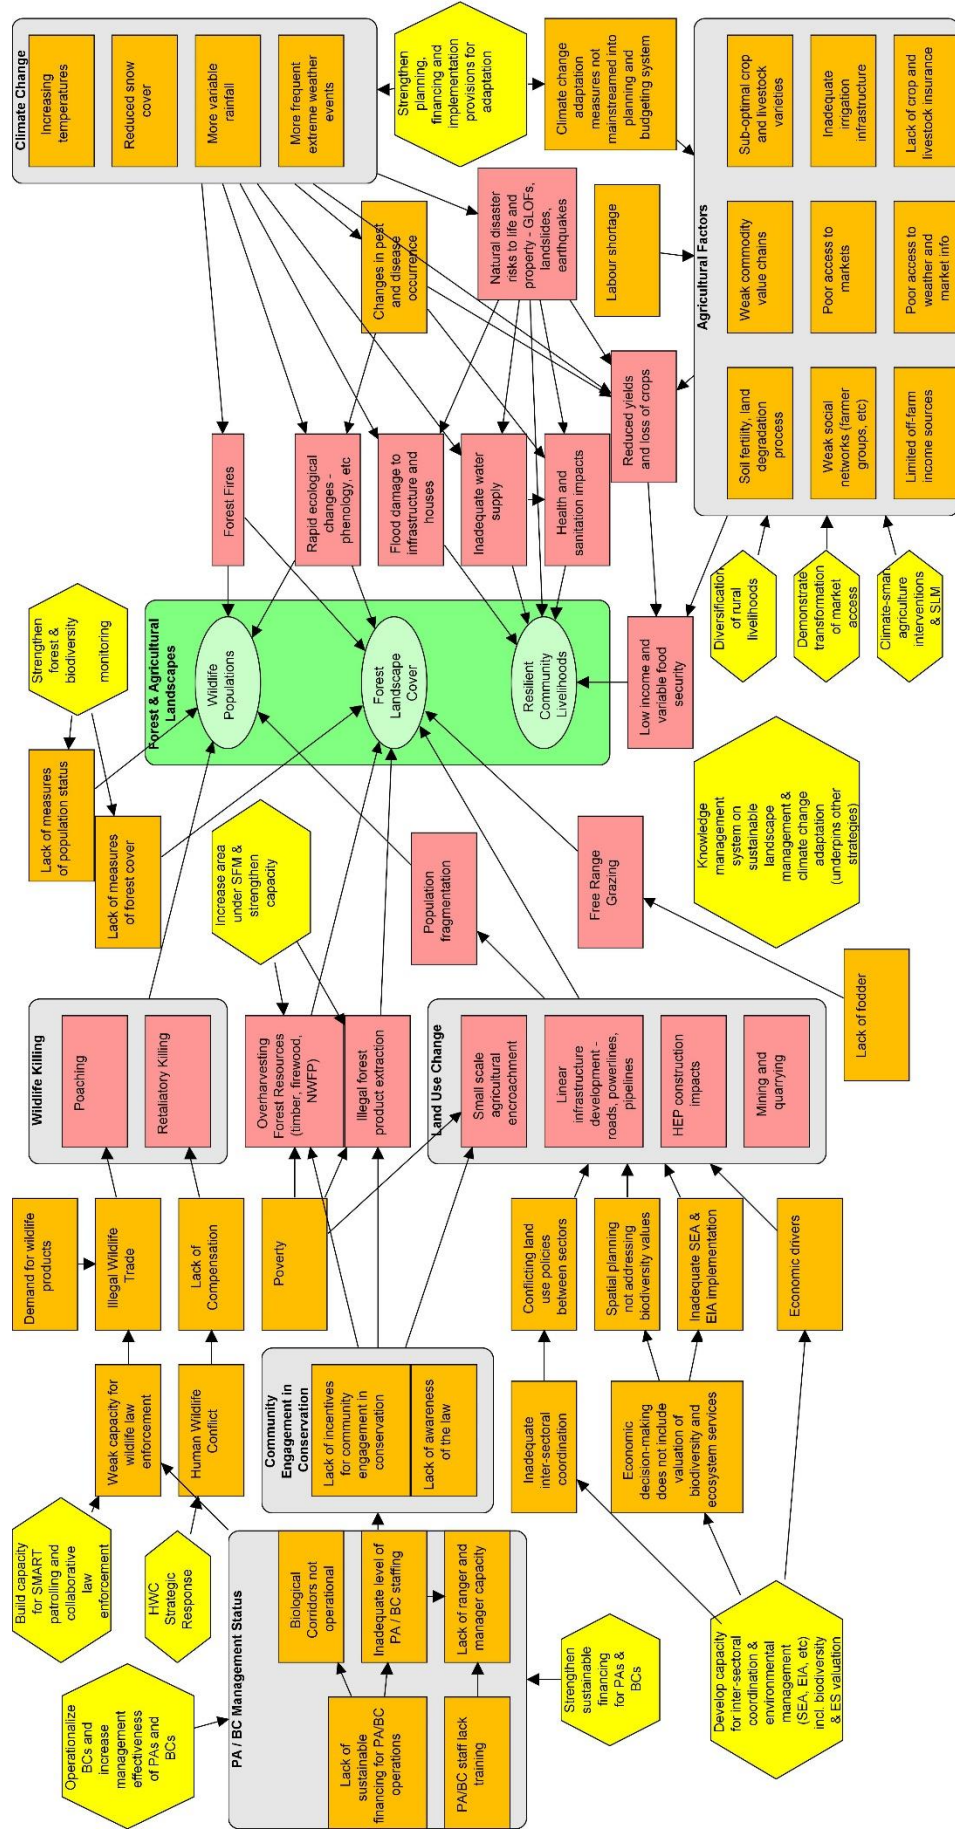 Operationalize
BCs and
increase
management
effectiveness
of PAs and
BCs
Build capacity
for SMART
patrolling and
collaborative
law
enforcement
HWC
Strategic
Response
PA / BC Management Status
Biological
Corridors not
operational
Lack of
sustainable
financing for PA/BC
operations
Inadequate level of
PA / BC staffing
PA/BC staff lack
training
Lack of ranger and
manager capacity
Strengthen
sustainable
financing
for PAs &
BCs
Develop capacity
for inter-sectoral
coordination &
environmental
management
(SEA, EIA, etc)
incl. biodiversity
& ES valuation
Weak capacity for
wildlife law
enforcement
Human Wildlife
Conflict
Community
Engagement in
Conservation
Lack of incentives
for community
engagement in
conservation
Lack of awareness
of the law
Inadequate
inter-sectoral
coordination
Economic
decision-making
does not include
valuation of
biodiversity and
ecosystem services
Demand for wildlife
products
Illegal Wildlife
Trade
Lack of
Compensation
Poverty
Conflicting land
use policies
between sectors
Spatial planning
not addressing
biodiversity values
Inadequate SEA &
EIA implementation
Economic drivers
Wildlife Killing
Poaching
Retaliatory Killing
Overharvesting
Forest Resources
(timber, firewood,
NWFP)
Illegal forest
product extraction
Land Use Change
Small scale
agricultural
encroachment
Linear
infrastructure
development -
roads, powerlines,
pipelines
HEP construction
impacts
Mining and
quarrying
Lack of fodder
Strengthen
forest &
biodiversity
monitoring
Lack of measures
of population status
Lack of measures
of forest cover
Increase area
under SFM &
strengthen
capacity
Population
fragmentation
Free Range
Grazing
Knowledge
management
system on
sustainable
landscape
management &
climate change
adaptation
(underpins other
strategies)
Forest & Agricultural
Landscapes
Wildlife
Populations
Forest
Landscape
Cover
Resilient
Community
Livelihoods
Low income and
variable food
security
Forest Fires
Rapid ecological
changes -
phenology, etc
Flood damage to
infrastructure and
houses
Inadequate water
supply
Health and
sanitation impacts
Reduced yields
and loss of crops
Diversification
of rural
livelihoods
Demonstrate
transformation
of market
access
Climate-smart
agriculture
interventions
& SLM
Climate Change
Increasing
temperatures
Reduced snow
cover
More variable
rainfall
More frequent
extreme weather
events
Changes in pest
and disease
occurrence
Natural disaster
risks to life and
property - GLOFs,
landslides,
earthquakes
Strengthen
planning,
financing and
implementation
provisions for
adaptation
Climate change
adaptation
measures not
mainstreamed into
planning and
budgeting system
Labour shortage
Agricultural Factors
Soil fertility, land
degradation
process
Weak commodity
value chains
Sub-optimal crop
and livestock
varieties
Weak social
networks (farmer
groups, etc)
Poor access to
markets
Inadequate
irrigation
infrastructure
Limited off-farm
income sources
Poor access to
weather and
market info
Lack of crop and
livestock insurance